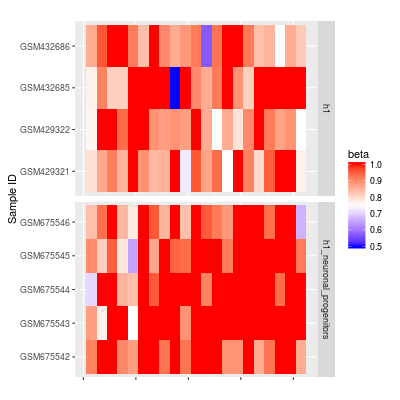 Sample ID
GSM432686
GSM432685
GSM429322
GSM429321
h1
GSM675546
GSM675545
GSM675544
GSM675543
GSM675542
h1_neuronal_progenitors
beta
1.0
0.9
0.8
0.7
0.6
0.5